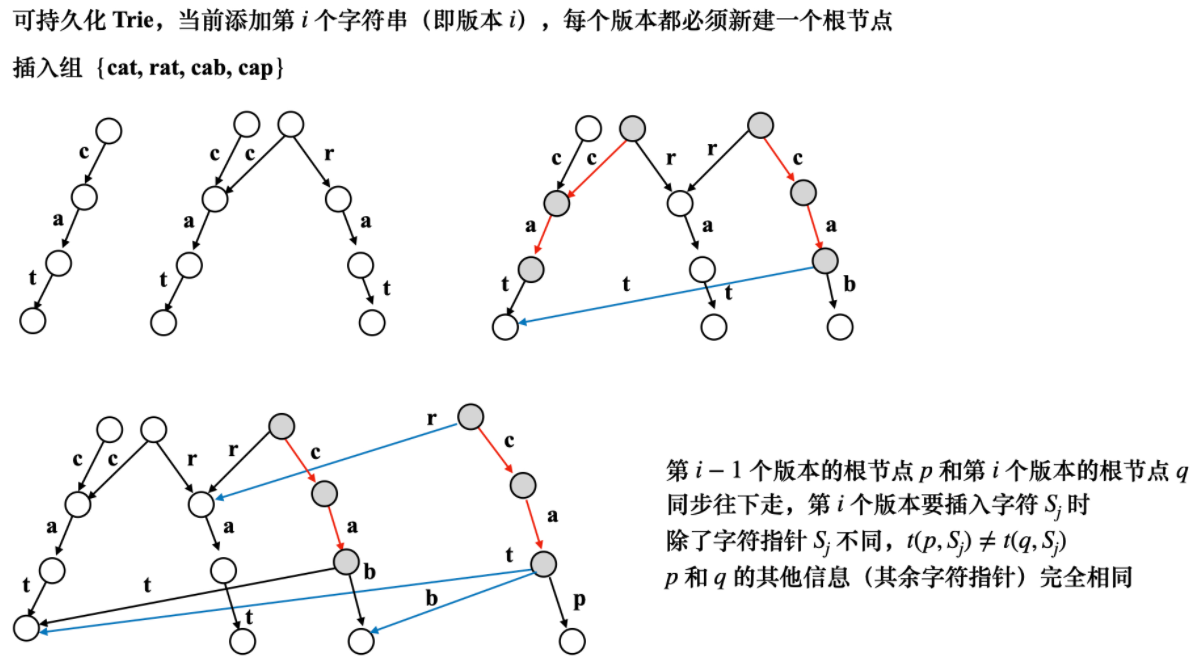 可持久化 Trie，当前添加第 i 个字符串（即版本 i），每个版本都必须新建一个根节点
插入组 {cat, rat, cab, cap}
c
a
t
c
c
r
a
a
t
t
c
c
r
r
c
a
a
a
t
t
t
b
c
c
r
r
c
r
c
a
a
a
a
t
t
t
b
t
b
p
第 i − 1 个版本的根节点 p 和第 i 个版本的根节点 q
同步往下走，第 i 个版本要插入字符 Sⱼ 时
除了字符指针 Sⱼ 不同，t(p, Sⱼ) ≠ t(q, Sⱼ)
p 和 q 的其他信息（其余字符指针）完全相同